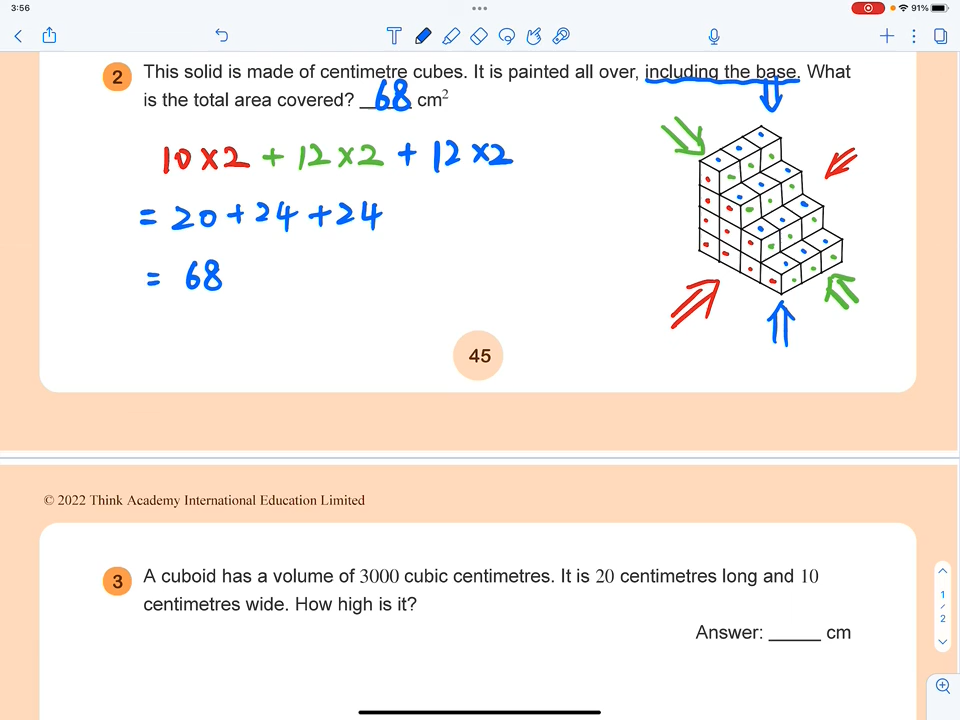 3:56
91%
2 This solid is made of centimetre cubes. It is painted all over, including the base. What
is the total area covered? 68 cm²
10 × 2 + 12 × 2 + 12 × 2
= 20 + 24 + 24
= 68
45
© 2022 Think Academy International Education Limited
3 A cuboid has a volume of 3000 cubic centimetres. It is 20 centimetres long and 10
centimetres wide. How high is it?
Answer: _____ cm
1
/
2